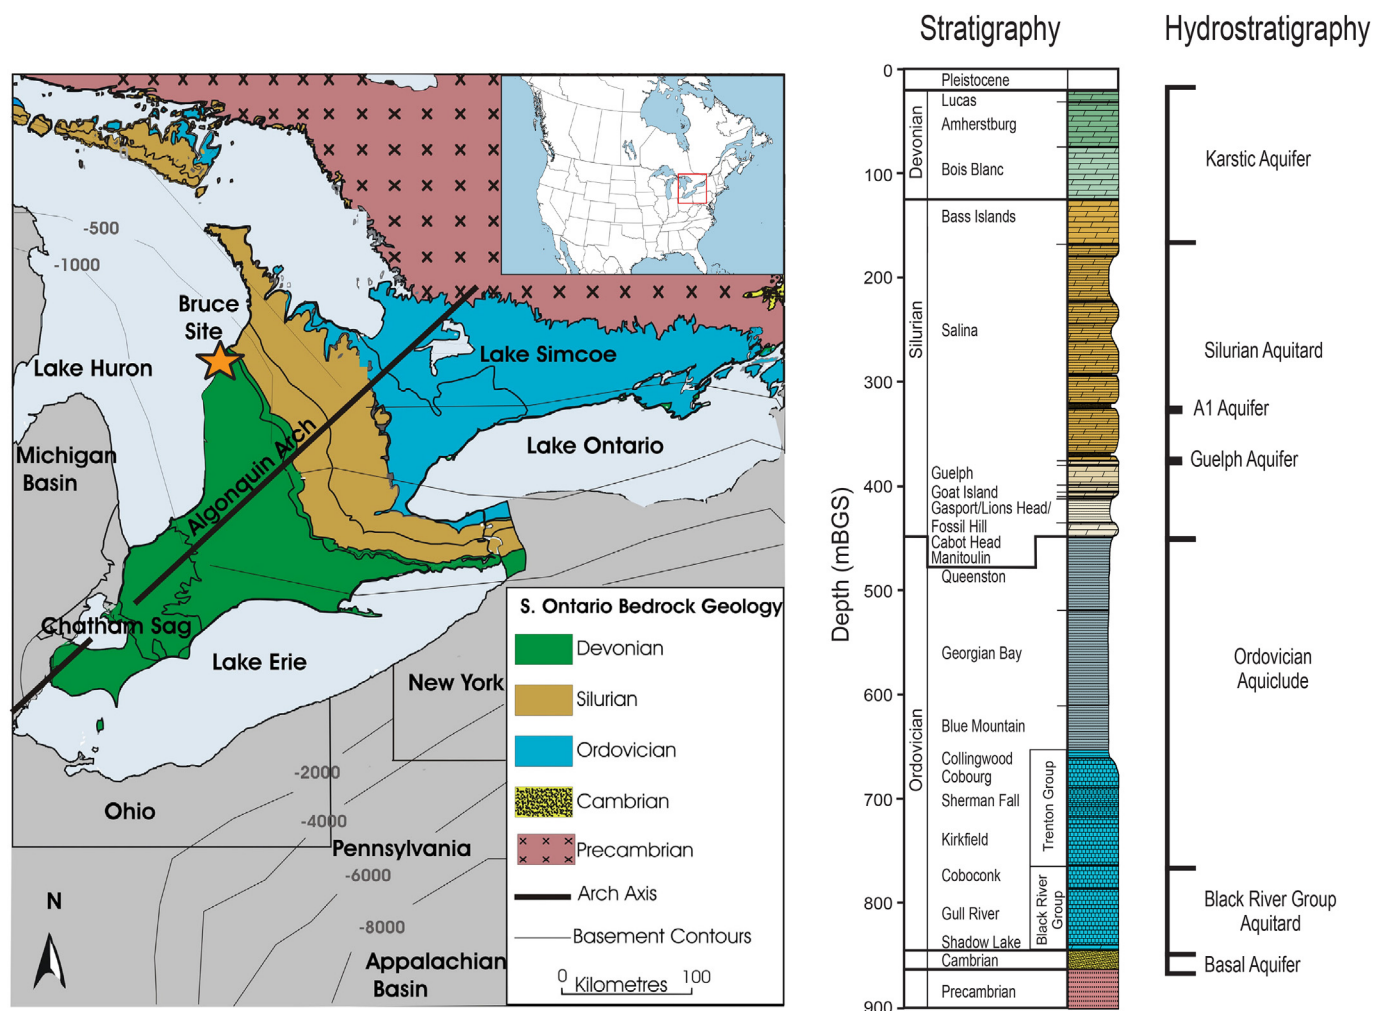 Stratigraphy
Hydrostratigraphy
-500
-1000
Bruce
Site
Lake Huron
Lake Simcoe
Lake Ontario
Michigan
Basin
Algonquin Arch
Chatham Sag
Lake Erie
New York
Ohio
-2000
-4000
Pennsylvania
-6000
-8000
Appalachian
Basin
N
S. Ontario Bedrock Geology
Devonian
Silurian
Ordovician
Cambrian
Precambrian
Arch Axis
Basement Contours
0 100
Kilometres
Depth (mBGS)
0
100
200
300
400
500
600
700
800
900
Devonian
Silurian
Ordovician
Pleistocene
Lucas
Amherstburg
Bois Blanc
Bass Islands
Salina
Guelph
Goat Island
Gasport/Lions Head/
Fossil Hill
Cabot Head
Manitoulin
Queenston
Georgian Bay
Blue Mountain
Collingwood
Cobourg
Sherman Fall
Kirkfield
Coboconk
Gull River
Shadow Lake
Cambrian
Precambrian
Trenton Group
Black River
Group
Karstic Aquifer
Silurian Aquitard
A1 Aquifer
Guelph Aquifer
Ordovician
Aquiclude
Black River Group
Aquitard
Basal Aquifer